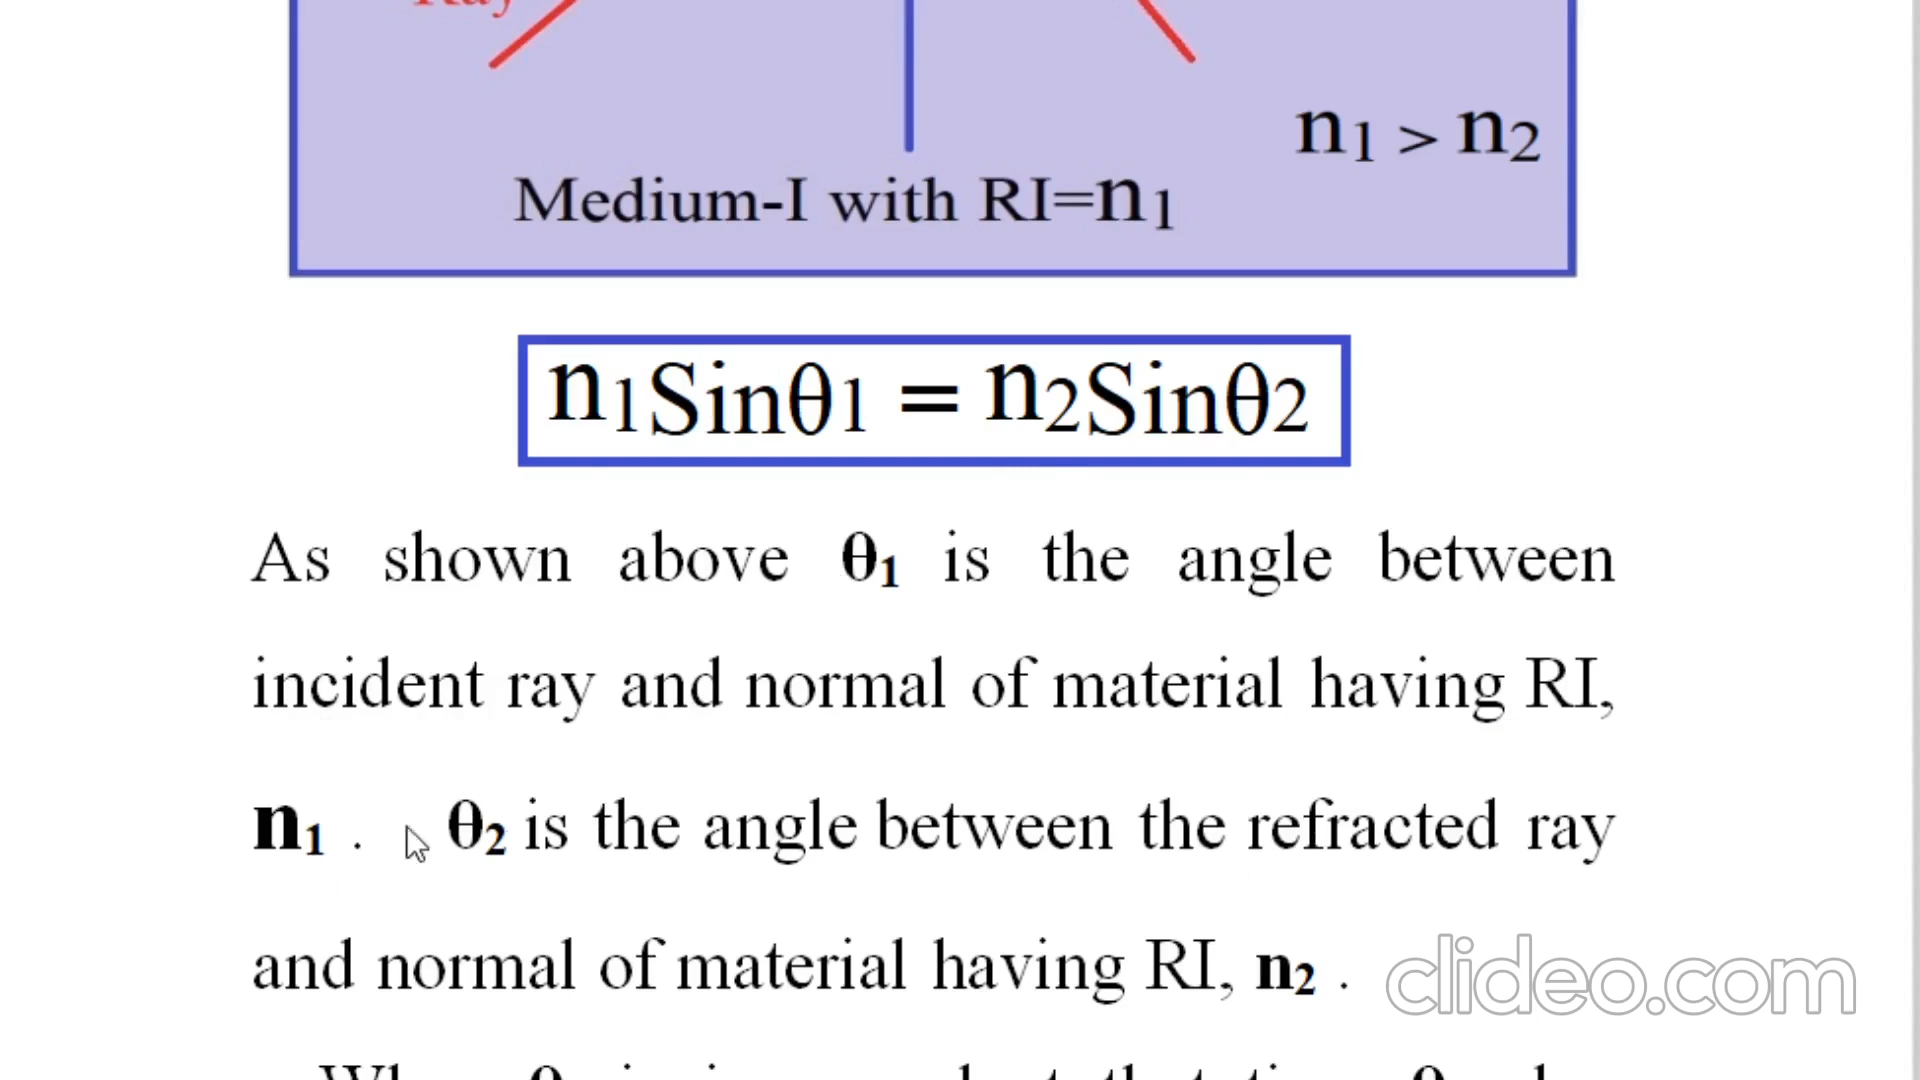 Ray
n1 > n2
Medium-I with RI=n1
n1Sinθ1 = n2Sinθ2
As shown above θ1 is the angle between
incident ray and normal of material having RI,
n1 . θ2 is the angle between the refracted ray
and normal of material having RI, n2 .
clideo.com